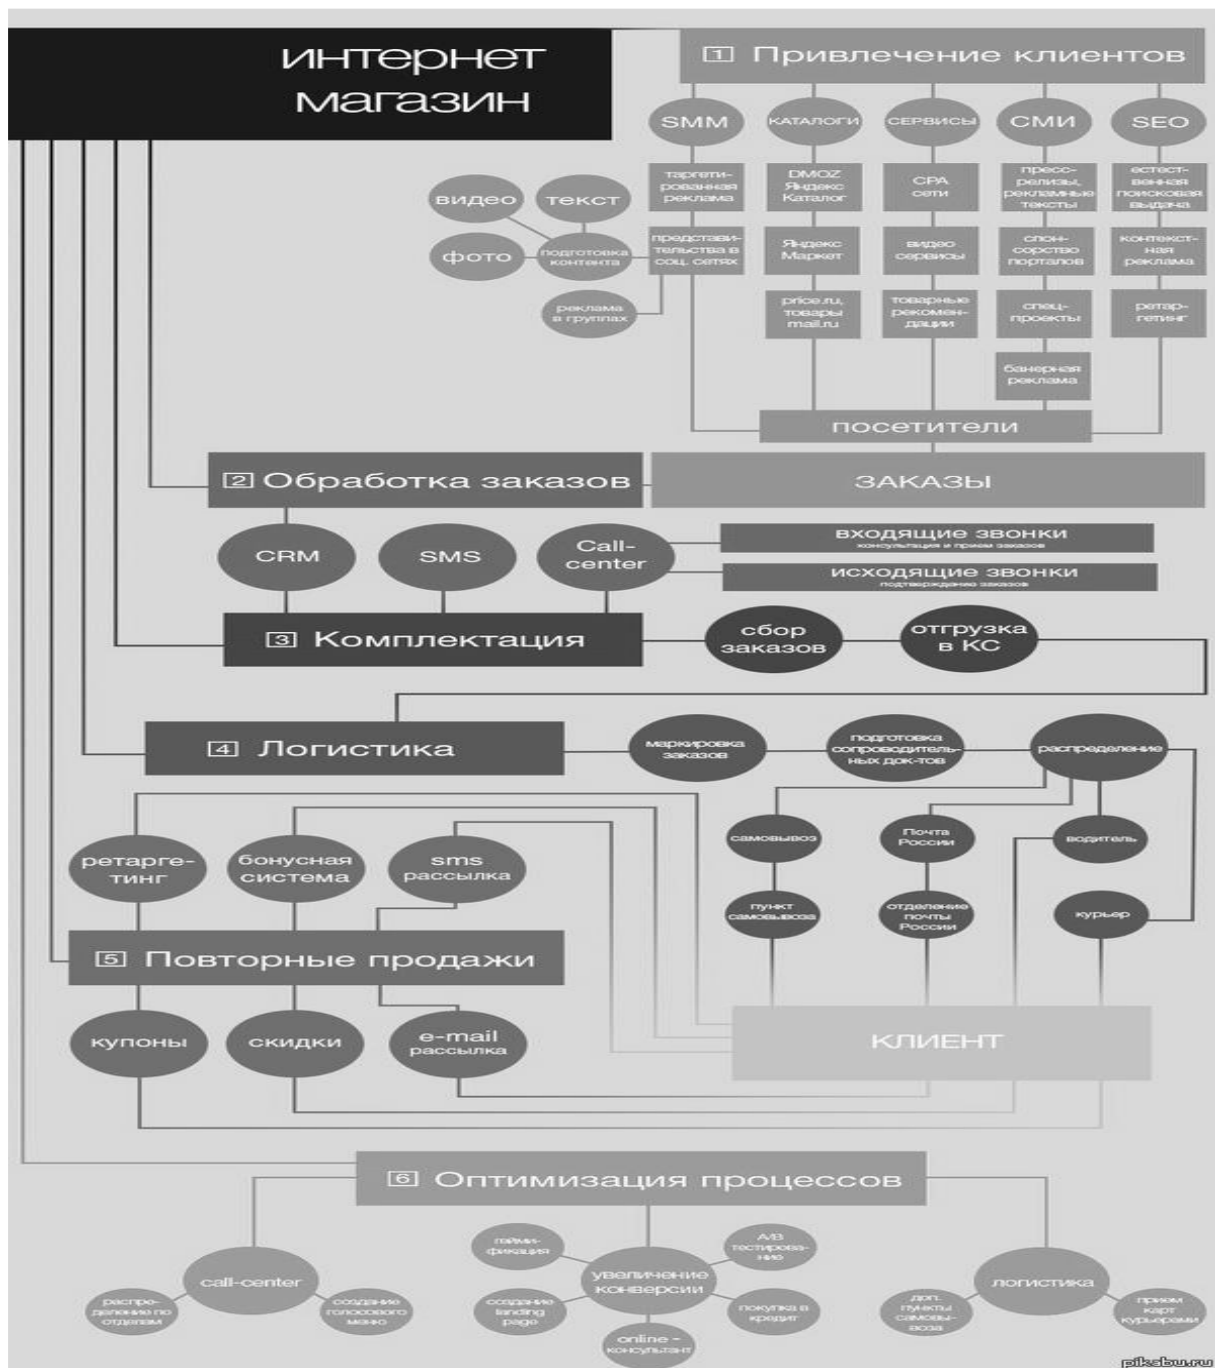 интернет
магазин
1 Привлечение клиентов
SMM
КАТАЛОГИ
СЕРВИСЫ
СМИ
SEO
таргети-
рованная
реклама
DMOZ
Яндекс
Каталог
CPA
сети
пресс-
релизы,
рекламные
тексты
естест-
венная
поисковая
выдача
видео
текст
фото
подготовка
контента
представи-
тельства в
соц. сетях
Яндекс
Маркет
видео
сервисы
спон-
сорство
порталов
контекст-
ная
реклама
реклама
в группах
price.ru,
товары
mail.ru
товарные
рекомен-
дации
спец-
проекты
ретар-
гетинг
банерная
реклама
посетители
2 Обработка заказов
ЗАКАЗЫ
CRM
SMS
Call-
center
ВХОДЯЩИЕ ЗВОНКИ
консультация и прием заказов
ИСХОДЯЩИЕ ЗВОНКИ
подтверждение заказов
3 Комплектация
сбор
заказов
отгрузка
в КС
4 Логистика
маркировка
заказов
подготовка
сопроводитель-
ных док-тов
распределение
самовывоз
Почта
России
водитель
пункт
самовывоза
отделение
почты
России
курьер
ретарге-
тинг
бонусная
система
sms
рассылка
5 Повторные продажи
купоны
скидки
e-mail
рассылка
КЛИЕНТ
6 Оптимизация процессов
call-center
распре-
деление по
отделам
создание
голосового
меню
гейми-
фикация
A/B
тестирова-
ние
увеличение
конверсии
создание
landing
page
online -
консультант
покупка в
кредит
логистика
доп.
пункты
самовы-
воза
прием
карт
курьерами
pikabu.ru